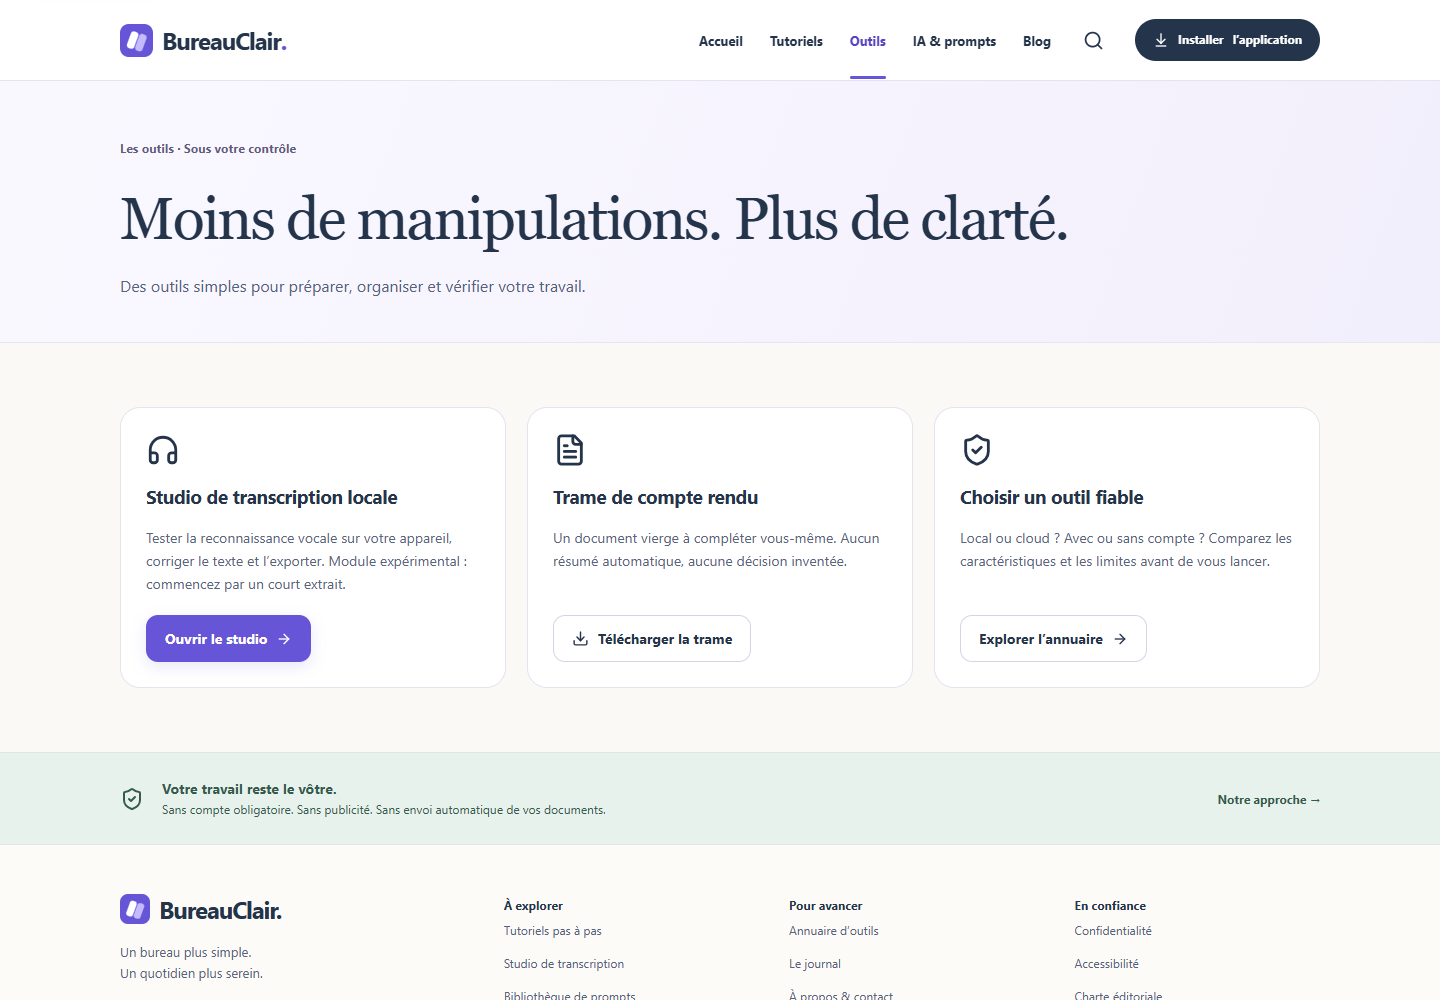 BureauClair.
Accueil
Tutoriels
Outils
IA & prompts
Blog
Installer l’application
Les outils · Sous votre contrôle
Moins de manipulations. Plus de clarté.
Des outils simples pour préparer, organiser et vérifier votre travail.
Studio de transcription locale
Tester la reconnaissance vocale sur votre appareil,
corriger le texte et l’exporter. Module expérimental :
commencez par un court extrait.
Ouvrir le studio →
Trame de compte rendu
Un document vierge à compléter vous-même. Aucun
résumé automatique, aucune décision inventée.
Télécharger la trame
Choisir un outil fiable
Local ou cloud ? Avec ou sans compte ? Comparez les
caractéristiques et les limites avant de vous lancer.
Explorer l’annuaire →
Votre travail reste le vôtre.
Sans compte obligatoire. Sans publicité. Sans envoi automatique de vos documents.
Notre approche →
BureauClair.
Un bureau plus simple.
Un quotidien plus serein.
À explorer
Tutoriels pas à pas
Studio de transcription
Bibliothèque de prompts
Pour avancer
Annuaire d’outils
Le journal
À propos & contact
En confiance
Confidentialité
Accessibilité
Charte éditoriale